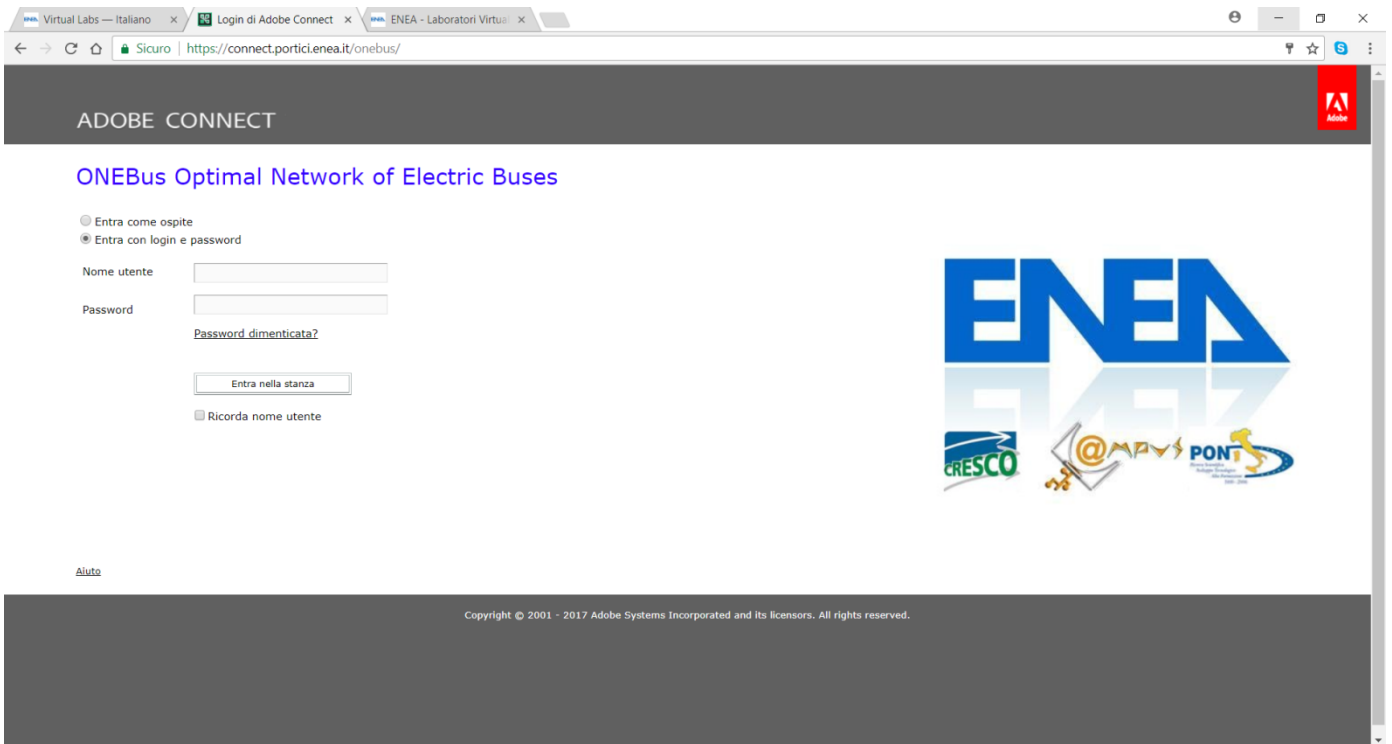 Virtual Labs — Italiano
Login di Adobe Connect
ENEA - Laboratori Virtual
Sicuro
https://connect.portici.enea.it/onebus/
ADOBE CONNECT
Adobe
ONEBus Optimal Network of Electric Buses
Entra come ospite
Entra con login e password
Nome utente
Password
Password dimenticata?
Entra nella stanza
Ricorda nome utente
ENEA
CRESCO
C@MPUS
PON
Aiuto
Copyright © 2001 - 2017 Adobe Systems Incorporated and its licensors. All rights reserved.